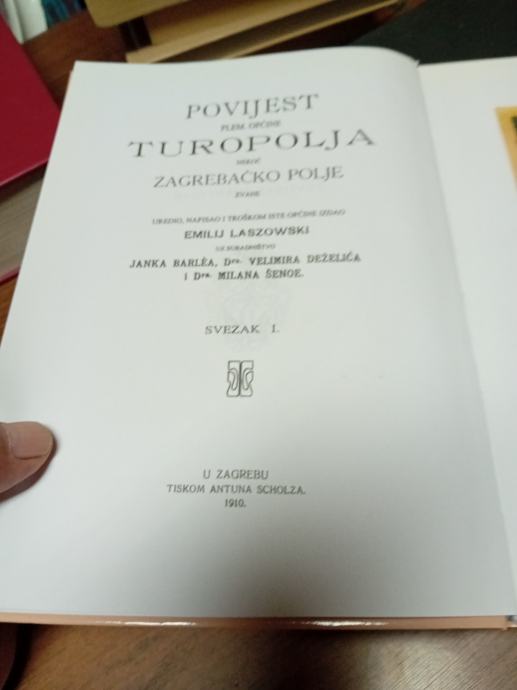 POVIJEST
PLEM. OPĆINE
TUROPOLJA
NEKOĆ
ZAGREBAČKO POLJE
ZVANE
UREDIO, NAPISAO I TROŠKOM ISTE OPĆINE IZDAO
EMILIJ LASZOWSKI
UZ SURADNIŠTVO
JANKA BARLÈA, DRA. VELIMIRA DEŽELIĆA
I DRA. MILANA ŠENOE.
SVEZAK I.
U ZAGREBU
TISKOM ANTUNA SCHOLZA.
1910.